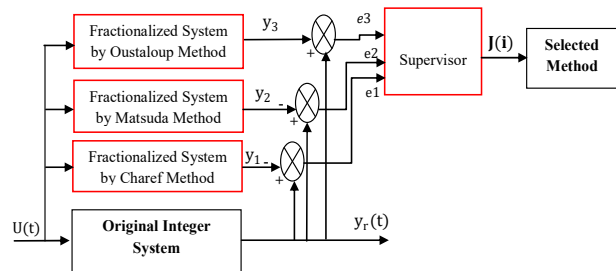 Fractionalized System
by Oustaloup Method
y₃
-
+
e3
Supervisor
J(i)
Selected
Method
e2
e1
Fractionalized System
by Matsuda Method
y₂
-
+
Fractionalized System
by Charef Method
y₁
-
+
U(t)
Original Integer
System
yᵣ(t)